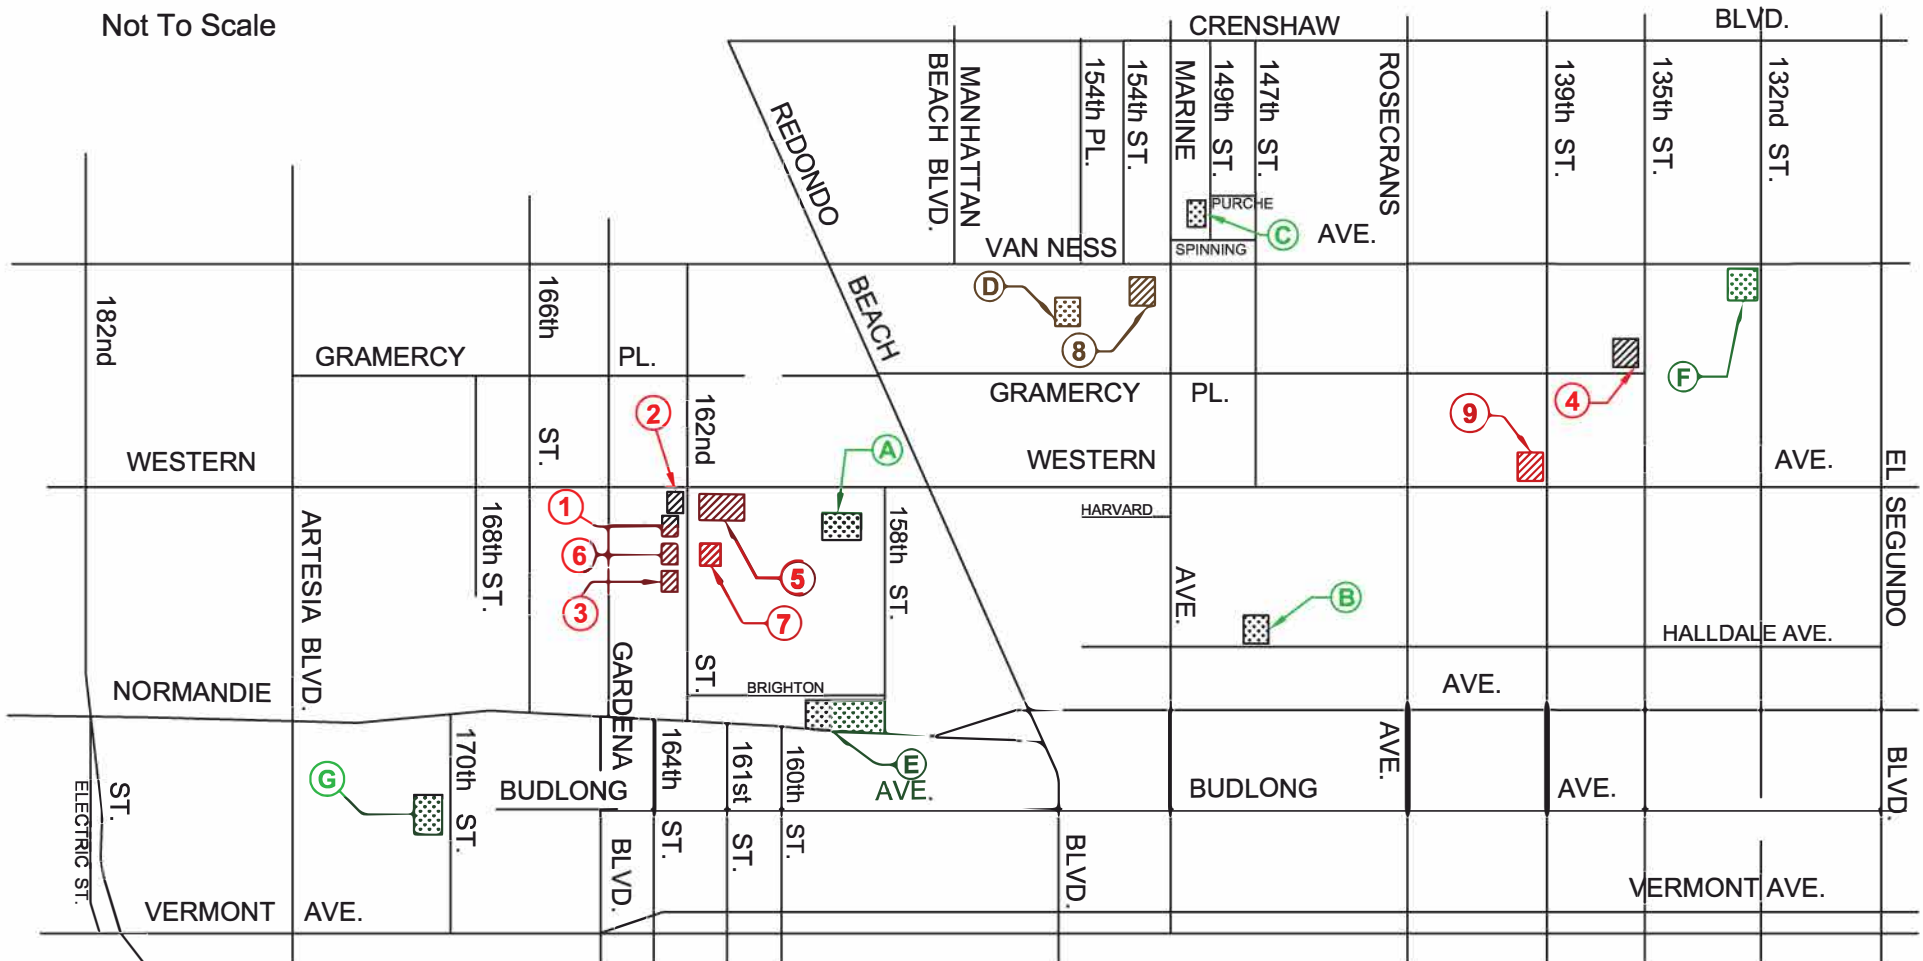 Not To Scale
CRENSHAW
BLVD.
REDONDO
BEACH
BLVD.
MANHATTAN
BEACH BLVD.
154th PL.
154th ST.
MARINE
AVE.
149th ST.
147th ST.
ROSECRANS
AVE.
139th ST.
135th ST.
132nd ST.
PURCHE
SPINNING
C
VAN NESS
AVE.
D
8
F
4
9
182nd
ST.
166th
ST.
GRAMERCY
PL.
GRAMERCY
PL.
2
162nd
ST.
A
WESTERN
WESTERN
AVE.
EL
SEGUNDO
BLVD.
1
6
3
5
7
ARTESIA BLVD.
168th ST.
158th
ST.
HARVARD
B
HALLDALE AVE.
GARDENA
BLVD.
BRIGHTON
NORMANDIE
AVE.
AVE.
E
G
170th
ST.
164th
ST.
161st
ST.
160th
ST.
BUDLONG
BUDLONG
AVE.
ELECTRIC ST.
VERMONT
AVE.
VERMONT AVE.